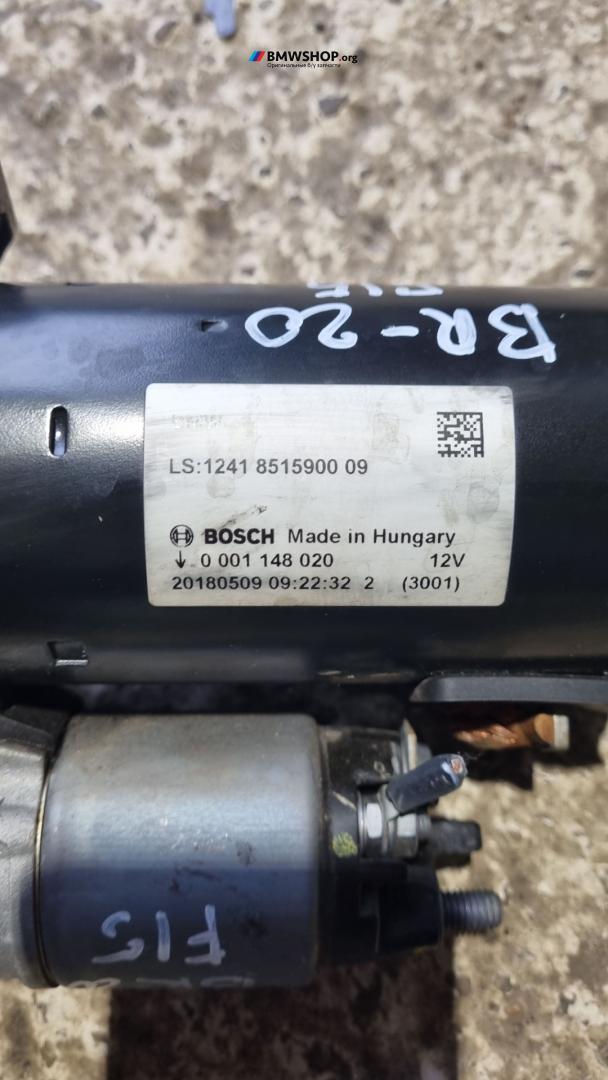 BMWSHOP.org
Оригинальные б/у запчасти
BR-20
F15
LS:1241 8515900 09
BOSCH Made in Hungary
0 001 148 020 12V
20180509 09:22:32 2 (3001)
F15